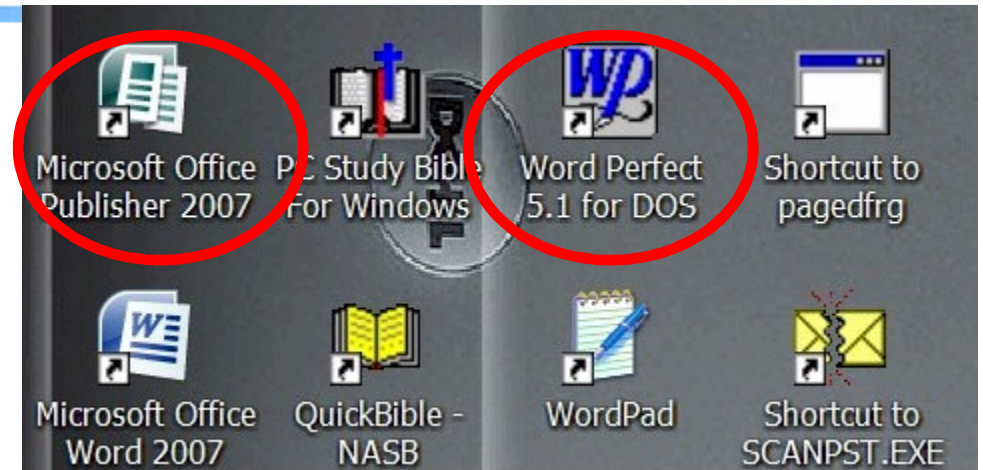 WP
Microsoft Office
Publisher 2007
PC Study Bible
For Windows
Word Perfect
5.1 for DOS
Shortcut to
pagedfrg
W
Microsoft Office
Word 2007
QuickBible -
NASB
WordPad
Shortcut to
SCANPST.EXE